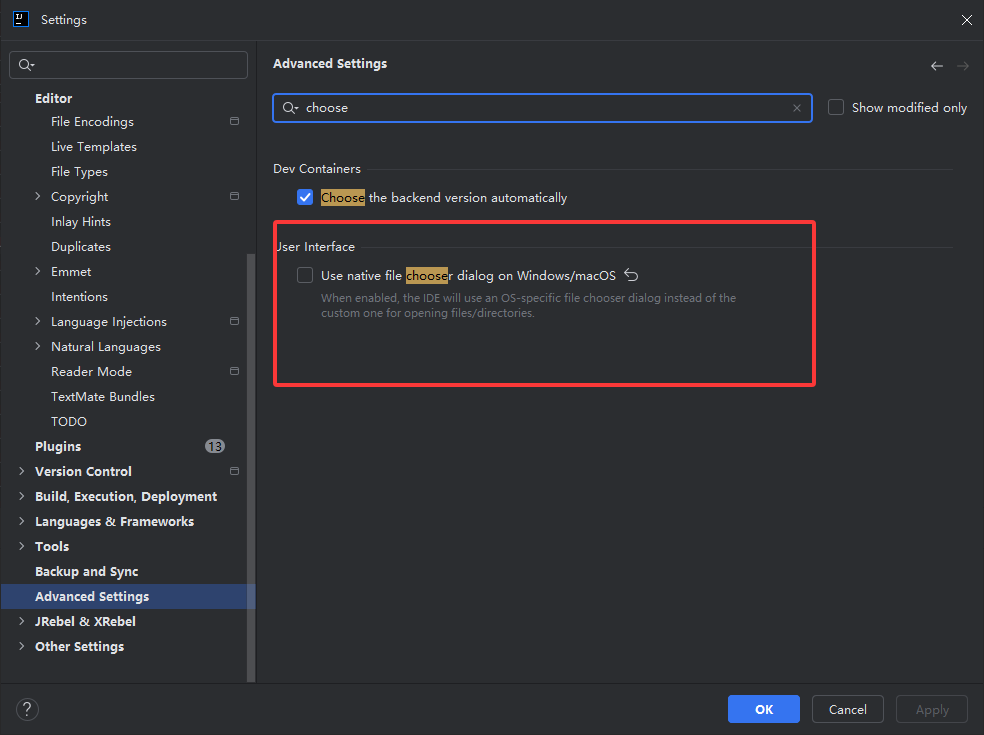 IJ
Settings
Editor
File Encodings
Live Templates
File Types
Copyright
Inlay Hints
Duplicates
Emmet
Intentions
Language Injections
Natural Languages
Reader Mode
TextMate Bundles
TODO
Plugins 13
Version Control
Build, Execution, Deployment
Languages & Frameworks
Tools
Backup and Sync
Advanced Settings
JRebel & XRebel
Other Settings
Advanced Settings
choose
Show modified only
Dev Containers
Choose the backend version automatically
User Interface
Use native file chooser dialog on Windows/macOS
When enabled, the IDE will use an OS-specific file chooser dialog instead of the
custom one for opening files/directories.
?
OK
Cancel
Apply